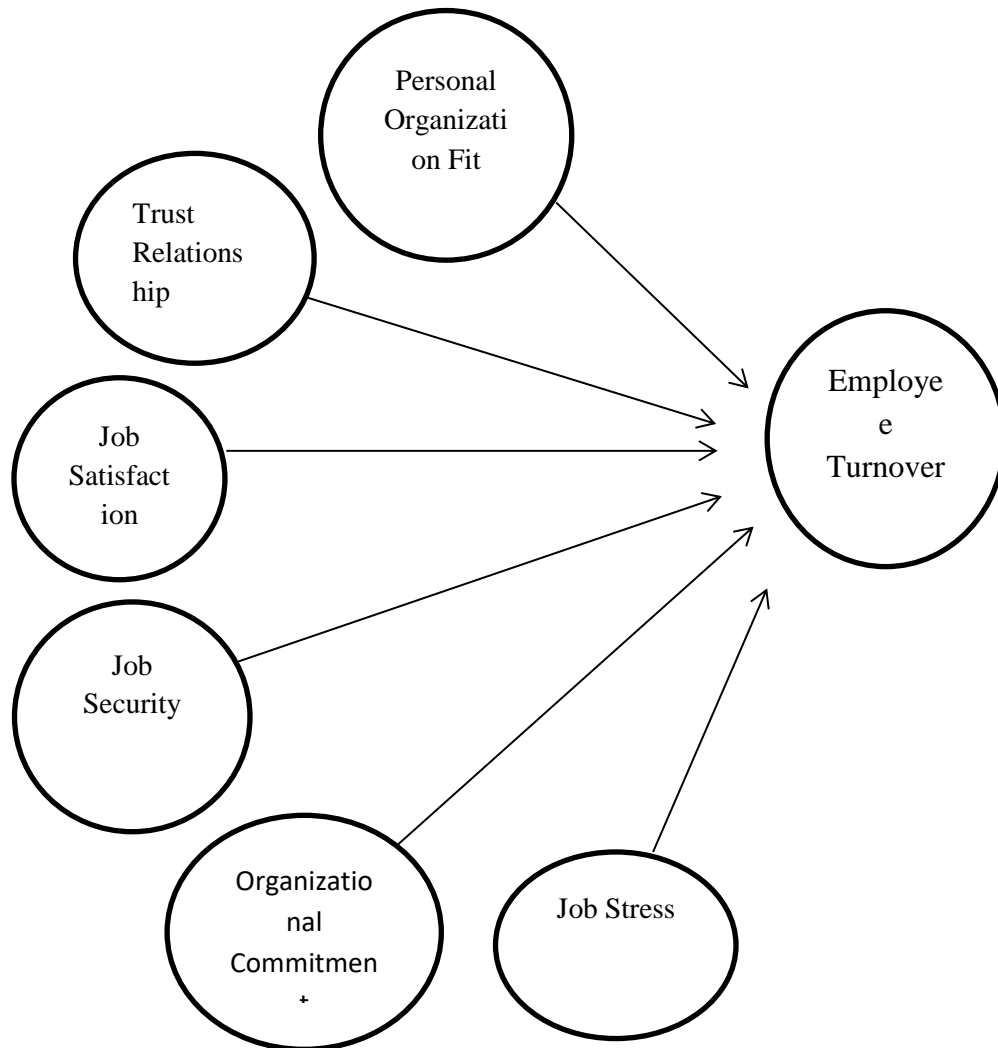 Personal
Organizati
on Fit
Trust
Relations
hip
Employe
e
Turnover
Job
Satisfact
ion
Job
Security
Organizatio
nal
Commitmen
t
Job Stress